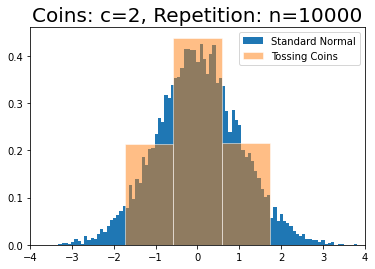 Coins: c=2, Repetition: n=10000
Standard Normal
Tossing Coins
0.4
0.3
0.2
0.1
0.0
−4 −3 −2 −1 0 1 2 3 4